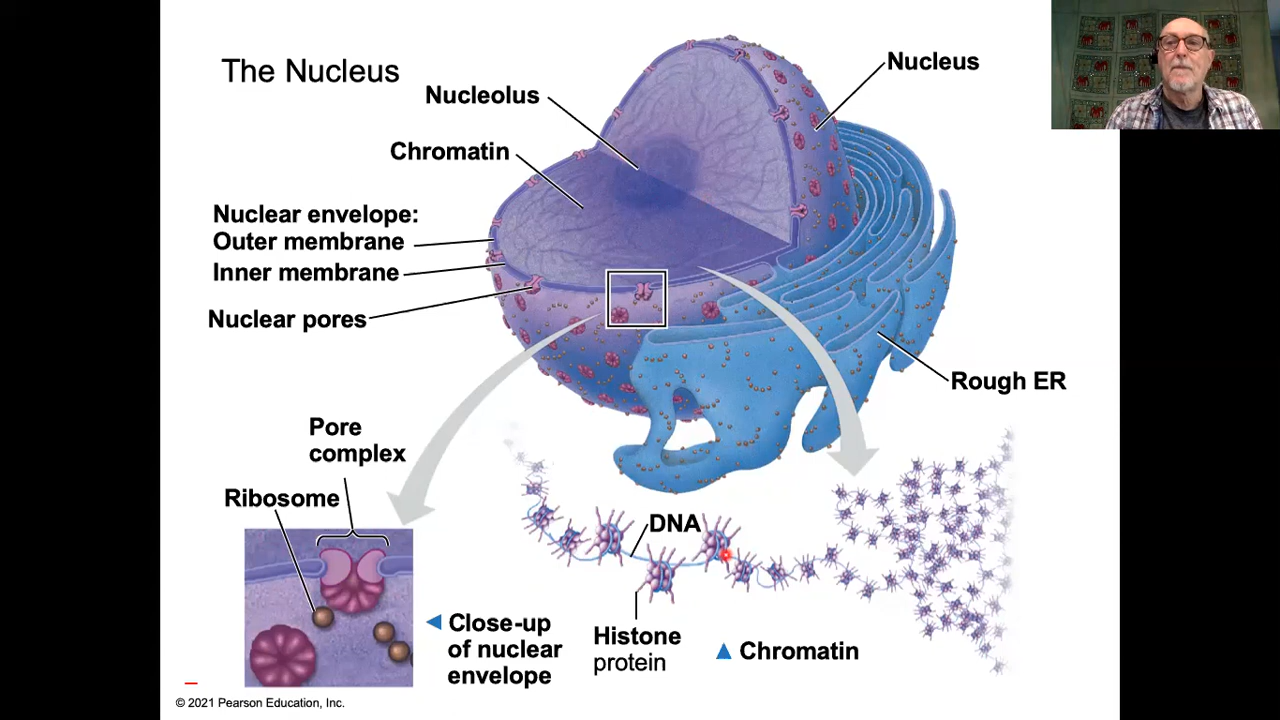 The Nucleus
Nucleolus
Nucleus
Chromatin
Nuclear envelope:
Outer membrane
Inner membrane
Nuclear pores
Rough ER
Pore
complex
Ribosome
DNA
Close-up
of nuclear
envelope
Histone
protein
Chromatin
© 2021 Pearson Education, Inc.